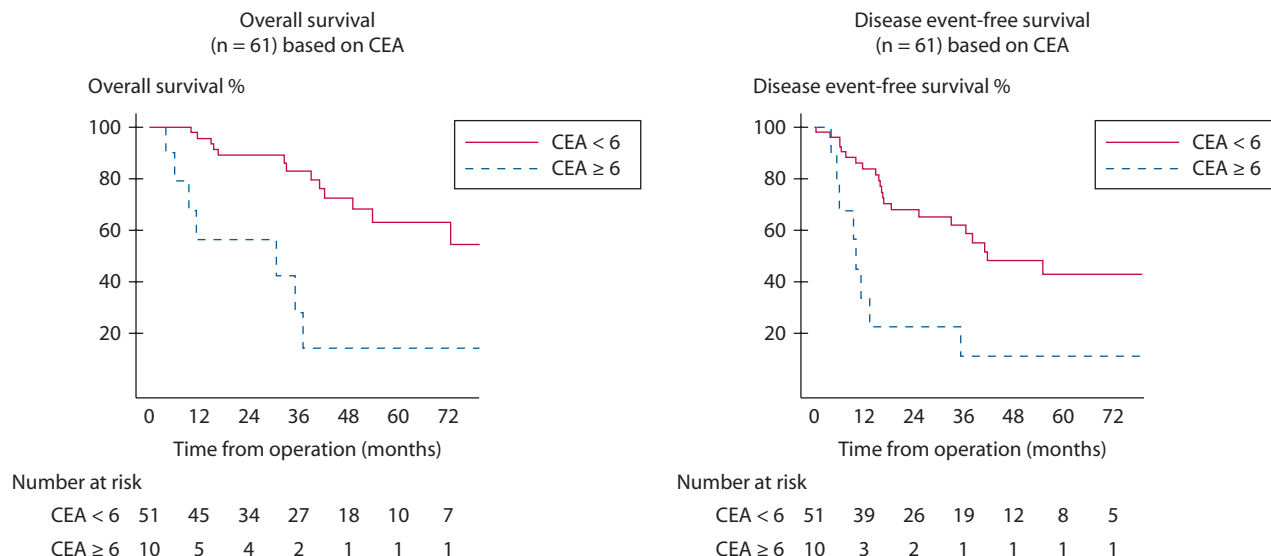 Overall survival
(n = 61) based on CEA
Overall survival %
100
80
60
40
20
CEA < 6
CEA ≥ 6
0 12 24 36 48 60 72
Time from operation (months)
Number at risk
CEA < 6 51 45 34 27 18 10 7
CEA ≥ 6 10 5 4 2 1 1 1
Disease event-free survival
(n = 61) based on CEA
Disease event-free survival %
100
80
60
40
20
CEA < 6
CEA ≥ 6
0 12 24 36 48 60 72
Time from operation (months)
Number at risk
CEA < 6 51 39 26 19 12 8 5
CEA ≥ 6 10 3 2 1 1 1 1